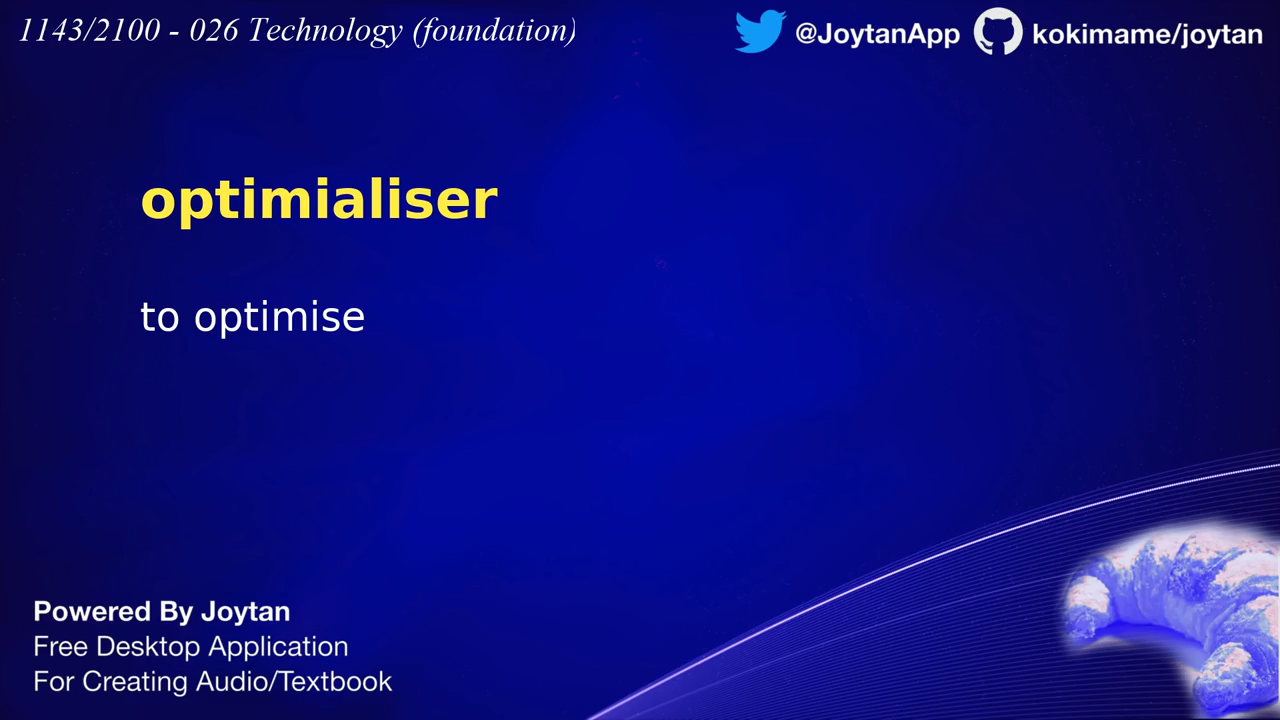 1143/2100 - 026 Technology (foundation)
@JoytanApp
kokimame/joytan
optimialiser
to optimise
Powered By Joytan
Free Desktop Application
For Creating Audio/Textbook